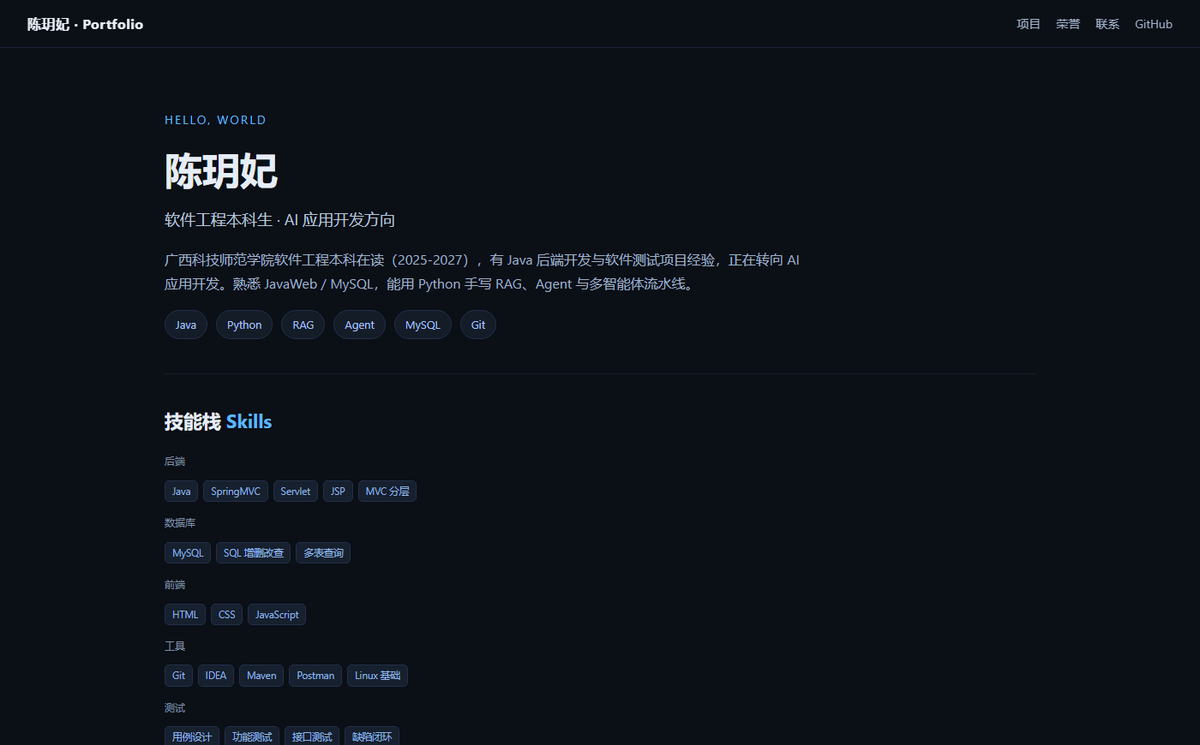 陈玥妃 · Portfolio
项目 荣誉 联系 GitHub
HELLO, WORLD
陈玥妃
软件工程本科生 · AI 应用开发方向
广西科技师范学院软件工程本科在读（2025-2027），有 Java 后端开发与软件测试项目经验，正在转向 AI
应用开发。熟悉 JavaWeb / MySQL，能用 Python 手写 RAG、Agent 与多智能体流水线。
Java Python RAG Agent MySQL Git
技能栈 Skills
后端
Java SpringMVC Servlet JSP MVC 分层
数据库
MySQL SQL 增删改查 多表查询
前端
HTML CSS JavaScript
工具
Git IDEA Maven Postman Linux 基础
测试
用例设计 功能测试 接口测试 缺陷闭环